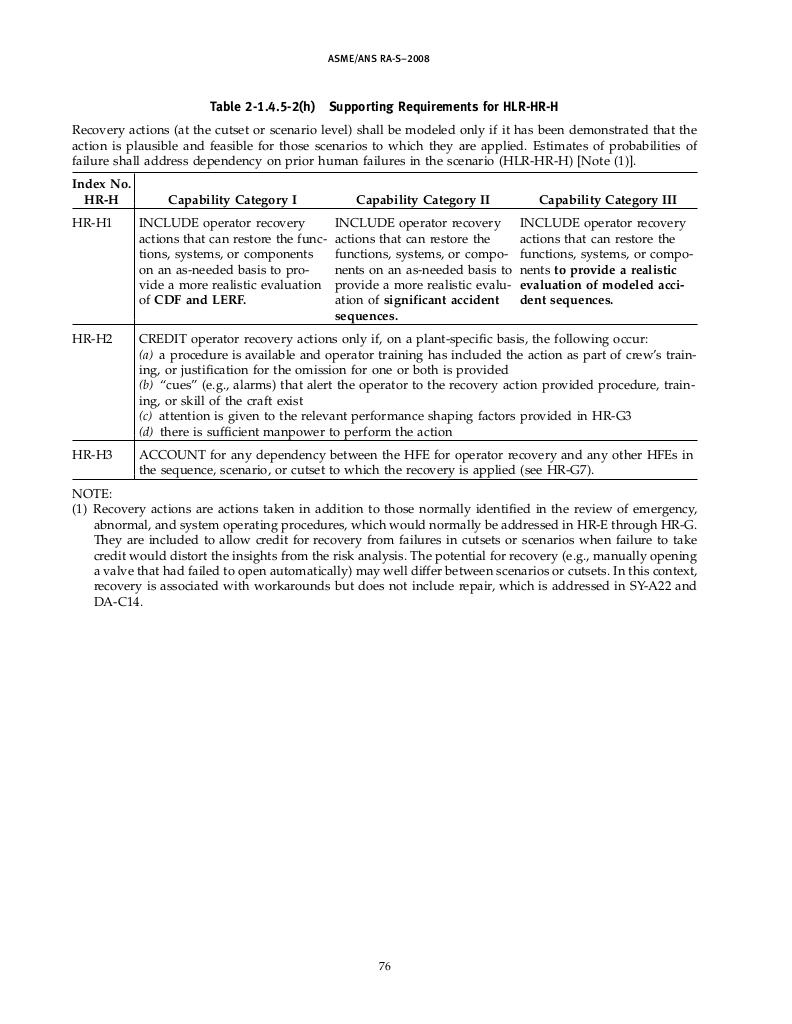 ASME/ANS RA-S–2008
Table 2-1.4.5-2(h) Supporting Requirements for HLR-HR-H
Recovery actions (at the cutset or scenario level) shall be modeled only if it has been demonstrated that the
action is plausible and feasible for those scenarios to which they are applied. Estimates of probabilities of
failure shall address dependency on prior human failures in the scenario (HLR-HR-H) [Note (1)].
Index No.
HR-H Capability Category I Capability Category II Capability Category III
HR-H1
INCLUDE operator recovery
actions that can restore the func-
tions, systems, or components
on an as-needed basis to pro-
vide a more realistic evaluation
of CDF and LERF.
INCLUDE operator recovery
actions that can restore the
functions, systems, or compo-
nents on an as-needed basis to
provide a more realistic evalu-
ation of significant accident
sequences.
INCLUDE operator recovery
actions that can restore the
functions, systems, or compo-
nents to provide a realistic
evaluation of modeled acci-
dent sequences.
HR-H2 CREDIT operator recovery actions only if, on a plant-specific basis, the following occur:
(a) a procedure is available and operator training has included the action as part of crew's train-
ing, or justification for the omission for one or both is provided
(b) "cues" (e.g., alarms) that alert the operator to the recovery action provided procedure, train-
ing, or skill of the craft exist
(c) attention is given to the relevant performance shaping factors provided in HR-G3
(d) there is sufficient manpower to perform the action
HR-H3 ACCOUNT for any dependency between the HFE for operator recovery and any other HFEs in
the sequence, scenario, or cutset to which the recovery is applied (see HR-G7).
NOTE:
(1) Recovery actions are actions taken in addition to those normally identified in the review of emergency,
abnormal, and system operating procedures, which would normally be addressed in HR-E through HR-G.
They are included to allow credit for recovery from failures in cutsets or scenarios when failure to take
credit would distort the insights from the risk analysis. The potential for recovery (e.g., manually opening
a valve that had failed to open automatically) may well differ between scenarios or cutsets. In this context,
recovery is associated with workarounds but does not include repair, which is addressed in SY-A22 and
DA-C14.
76